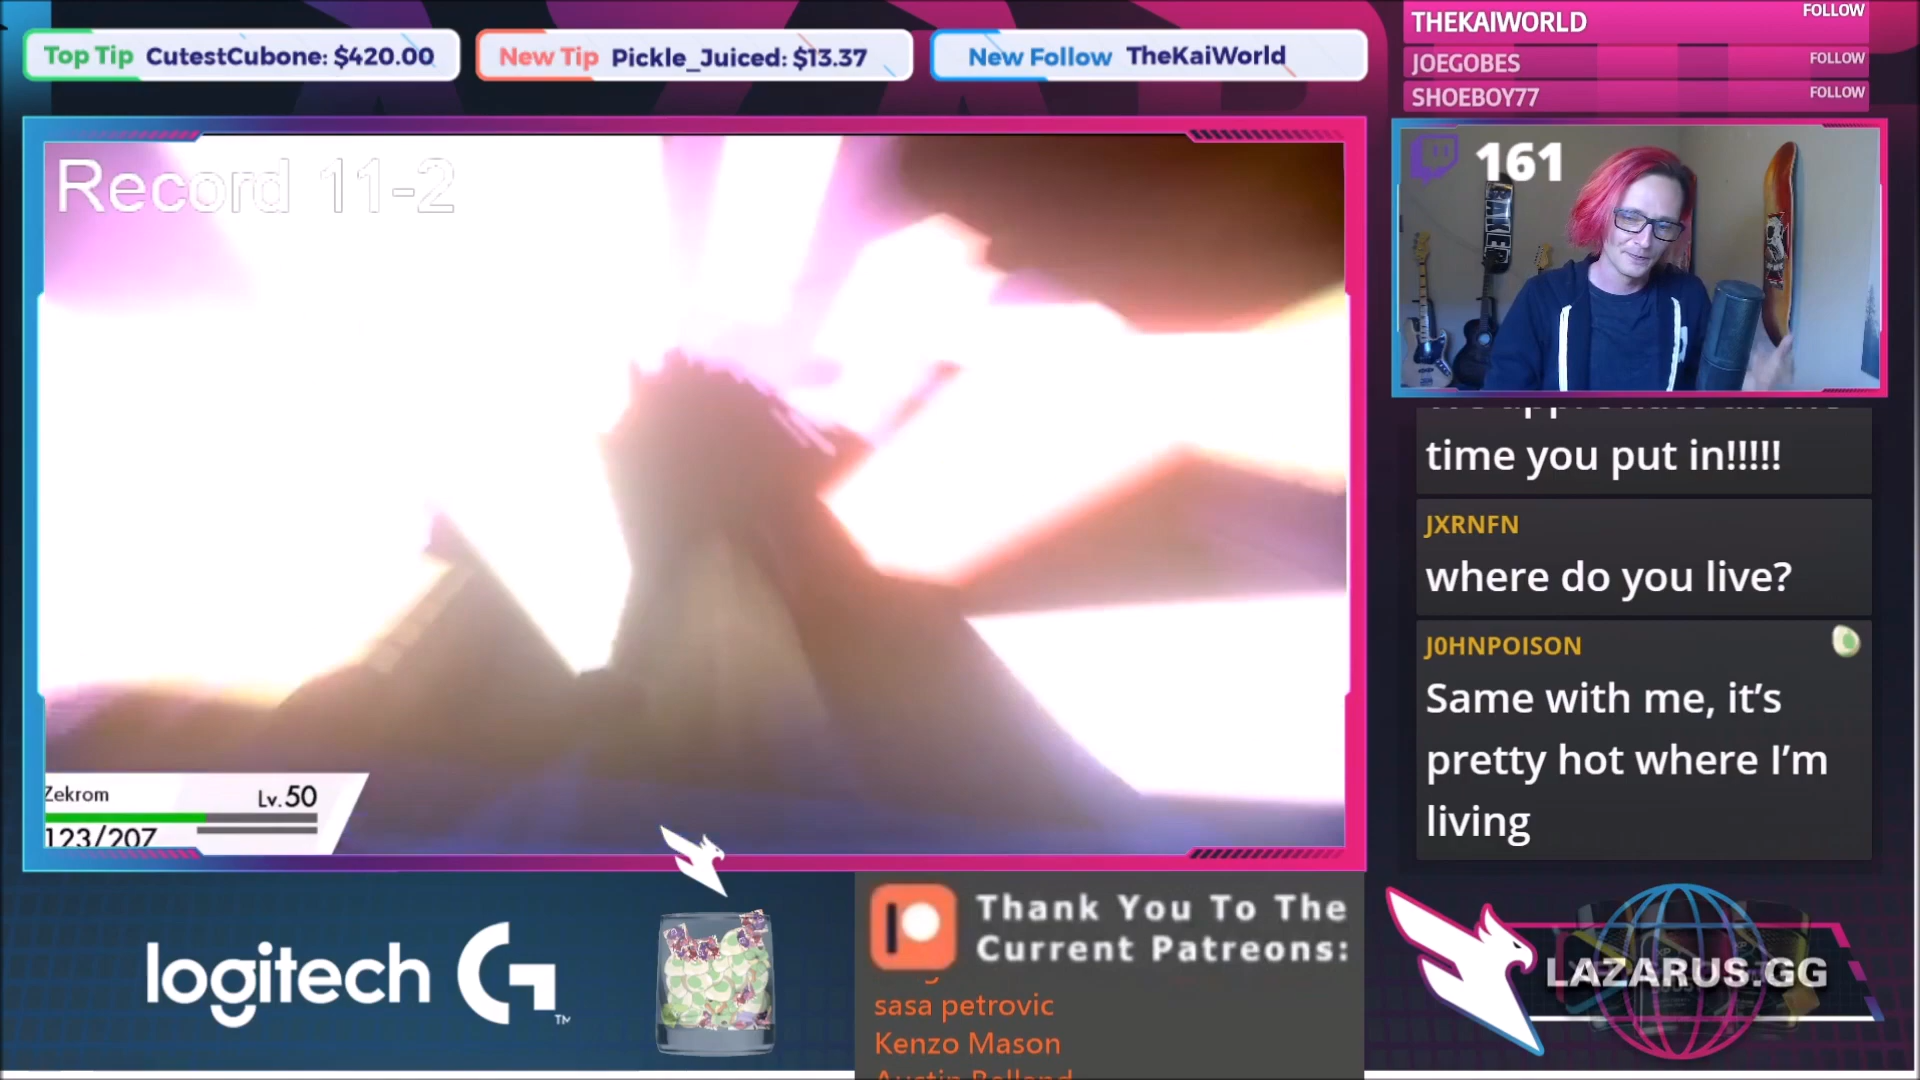 Top Tip CutestCubone: $420.00
New Tip Pickle_Juiced: $13.37
New Follow TheKaiWorld
THEKAIWORLD FOLLOW
JOEGOBES FOLLOW
SHOEBOY77 FOLLOW
Record 11-2
161
BAKER
time you put in!!!!!
JXRNFN
where do you live?
J0HNPOISON
Same with me, it’s
pretty hot where I’m
living
Zekrom Lv.50
123/207
logitech G TM
Thank You To The
Current Patreons:
sasa petrovic
Kenzo Mason
LAZARUS.GG